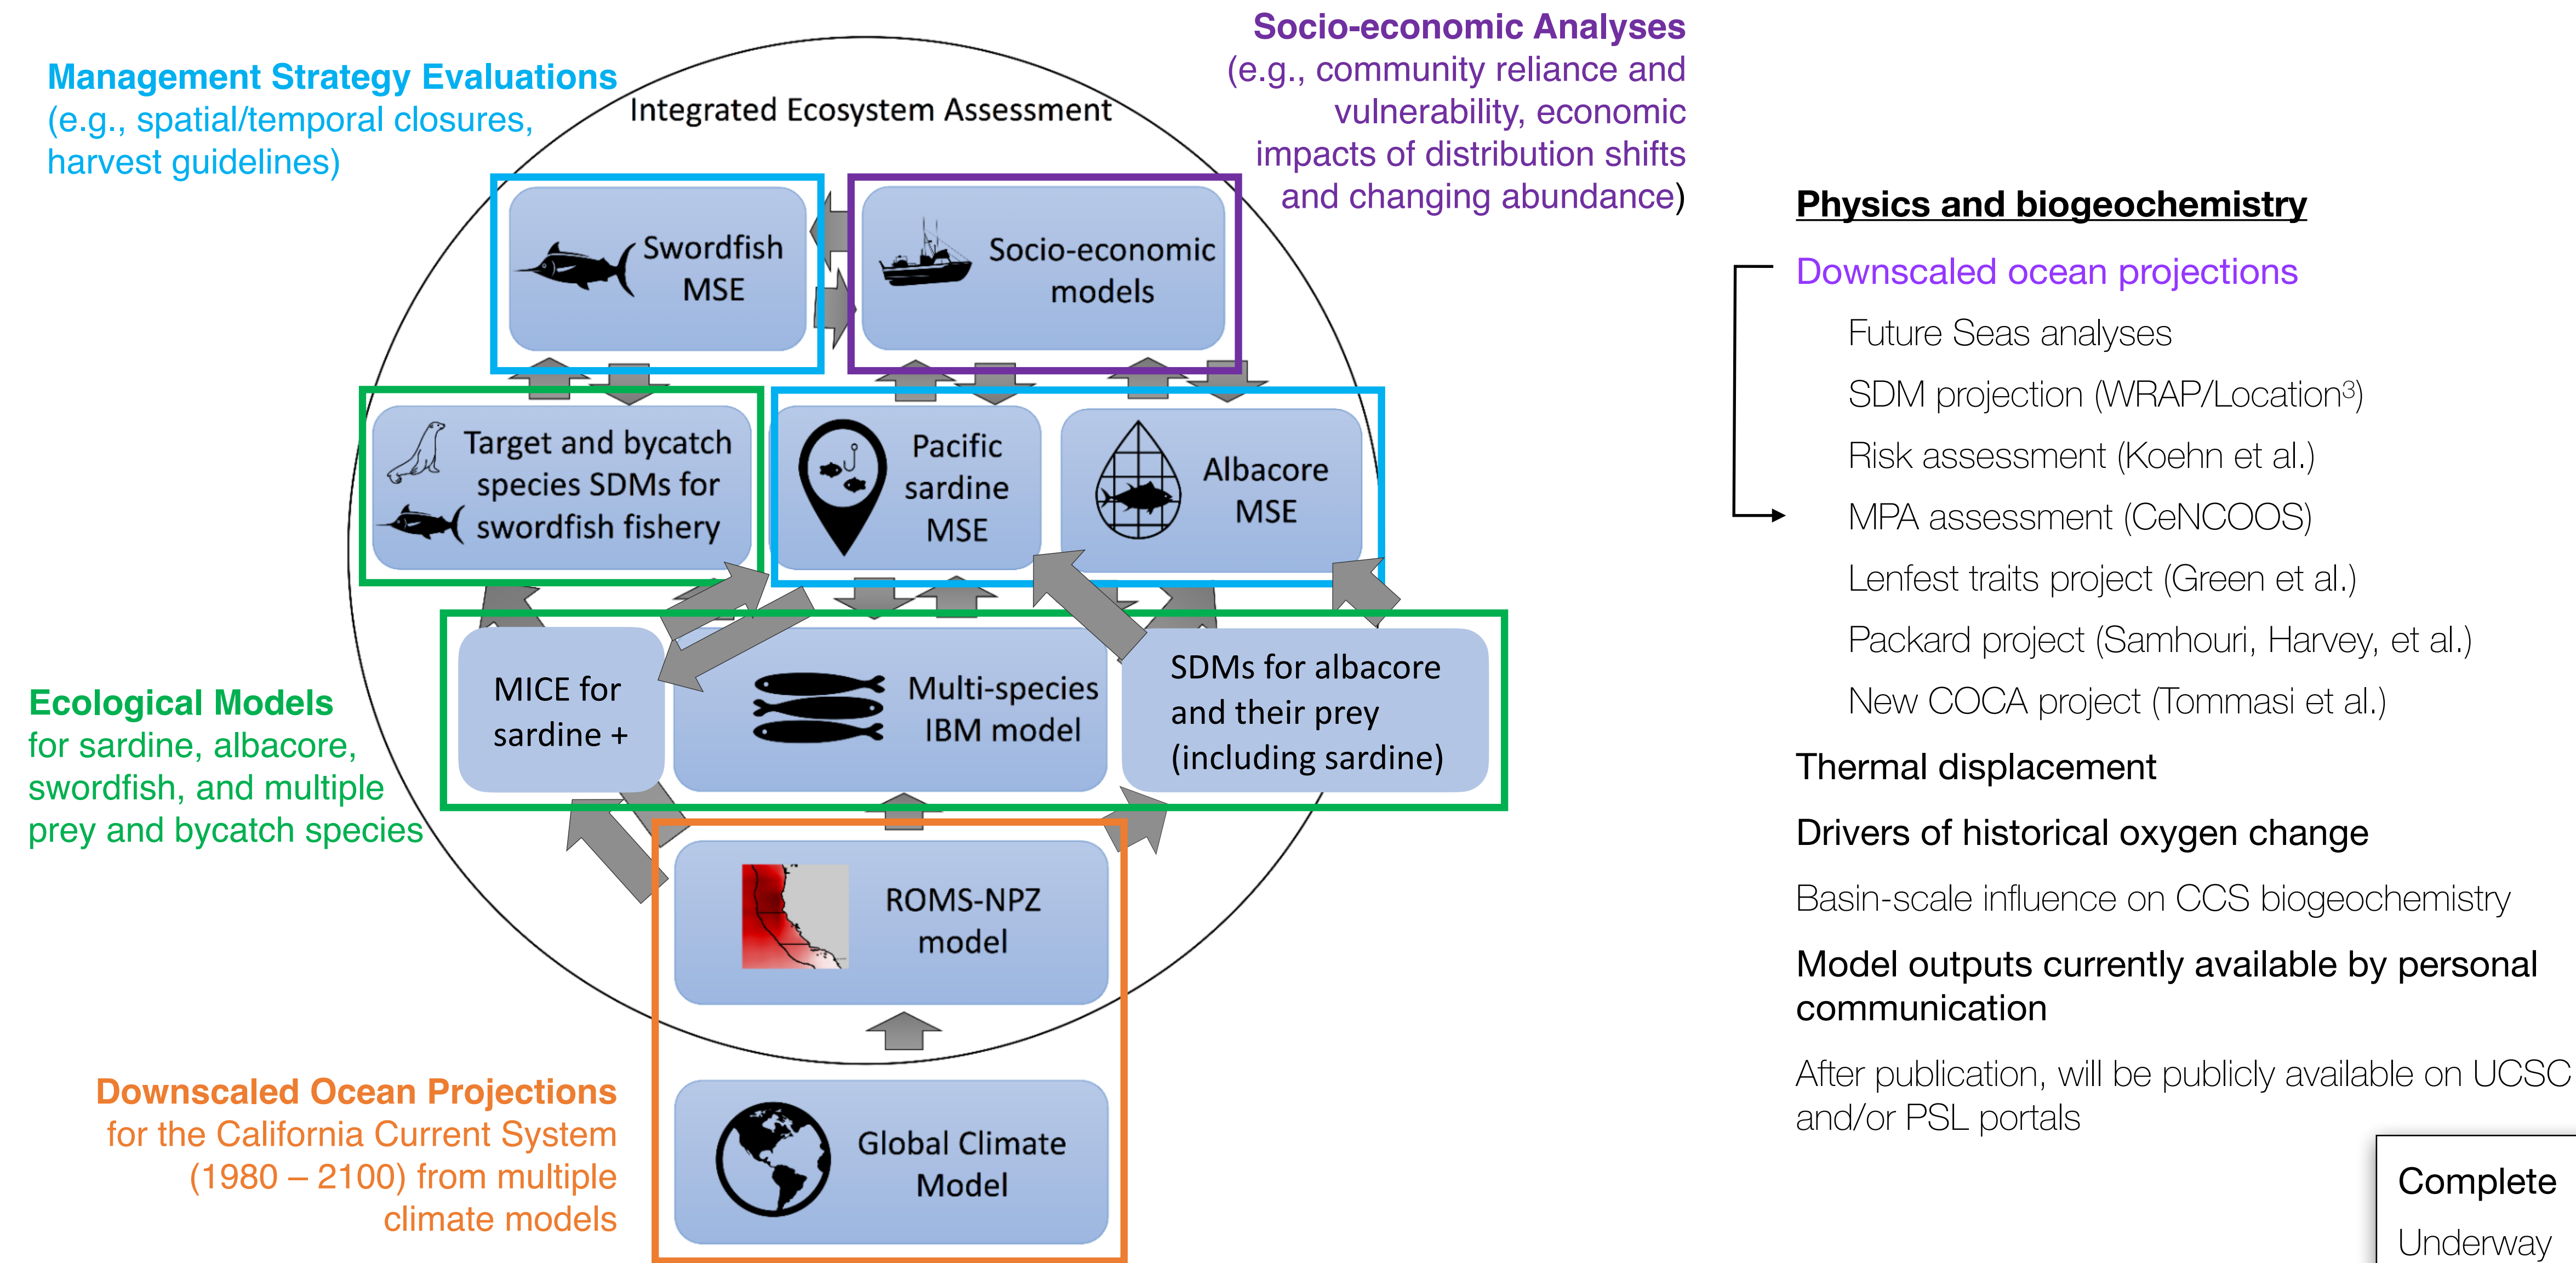 Management Strategy Evaluations
(e.g., spatial/temporal closures,
harvest guidelines)
Integrated Ecosystem Assessment
Socio-economic Analyses
(e.g., community reliance and
vulnerability, economic
impacts of distribution shifts
and changing abundance)
Swordfish
MSE
Socio-economic
models
Target and bycatch
species SDMs for
swordfish fishery
Pacific
sardine
MSE
Albacore
MSE
Ecological Models
for sardine, albacore,
swordfish, and multiple
prey and bycatch species
MICE for
sardine +
Multi-species
IBM model
SDMs for albacore
and their prey
(including sardine)
ROMS-NPZ
model
Downscaled Ocean Projections
for the California Current System
(1980 – 2100) from multiple
climate models
Global Climate
Model
Physics and biogeochemistry
Downscaled ocean projections
Future Seas analyses
SDM projection (WRAP/Location³)
Risk assessment (Koehn et al.)
MPA assessment (CeNCOOS)
Lenfest traits project (Green et al.)
Packard project (Samhouri, Harvey, et al.)
New COCA project (Tommasi et al.)
Thermal displacement
Drivers of historical oxygen change
Basin-scale influence on CCS biogeochemistry
Model outputs currently available by personal
communication
After publication, will be publicly available on UCSC
and/or PSL portals
Complete
Underway